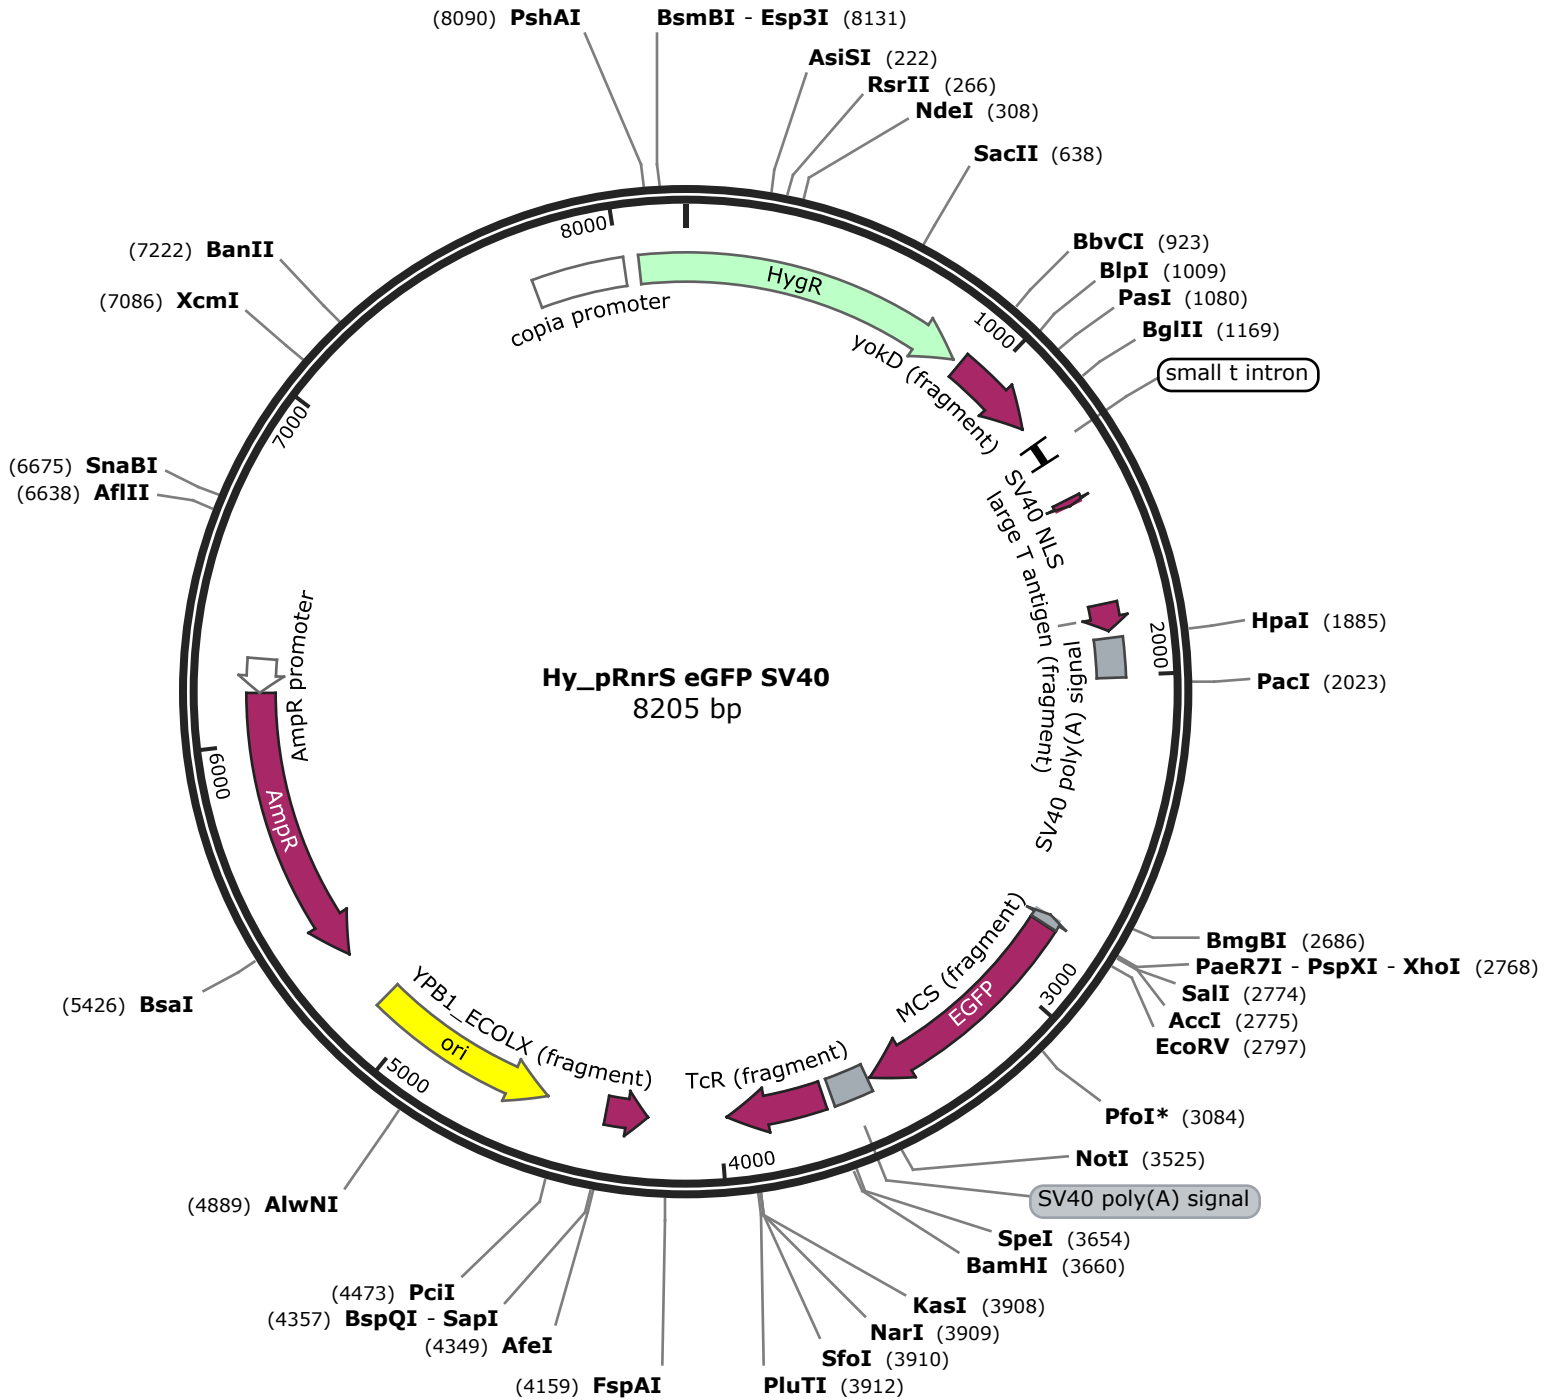 (8090) PshAI
BsmBI - Esp3I (8131)
AsiSI (222)
RsrII (266)
NdeI (308)
SacII (638)
BbvCI (923)
BlpI (1009)
PasI (1080)
BglII (1169)
small t intron
HpaI (1885)
PacI (2023)
BmgBI (2686)
PaeR7I - PspXI - XhoI (2768)
SalI (2774)
AccI (2775)
EcoRV (2797)
PfoI* (3084)
NotI (3525)
SV40 poly(A) signal
SpeI (3654)
BamHI (3660)
KasI (3908)
NarI (3909)
SfoI (3910)
PluTI (3912)
(4159) FspAI
(4349) AfeI
(4357) BspQI - SapI
(4473) PciI
(4889) AlwNI
(5426) BsaI
(6638) AflII
(6675) SnaBI
(7086) XcmI
(7222) BanII
8000
1000
2000
3000
4000
5000
6000
7000
copia promoter
HygR
yokD (fragment)
SV40 NLS
large T antigen (fragment)
SV40 poly(A) signal
MCS (fragment)
EGFP
TcR (fragment)
YPB1_ECOLX (fragment)
ori
AmpR
AmpR promoter
Hy_pRnrS eGFP SV40
8205 bp